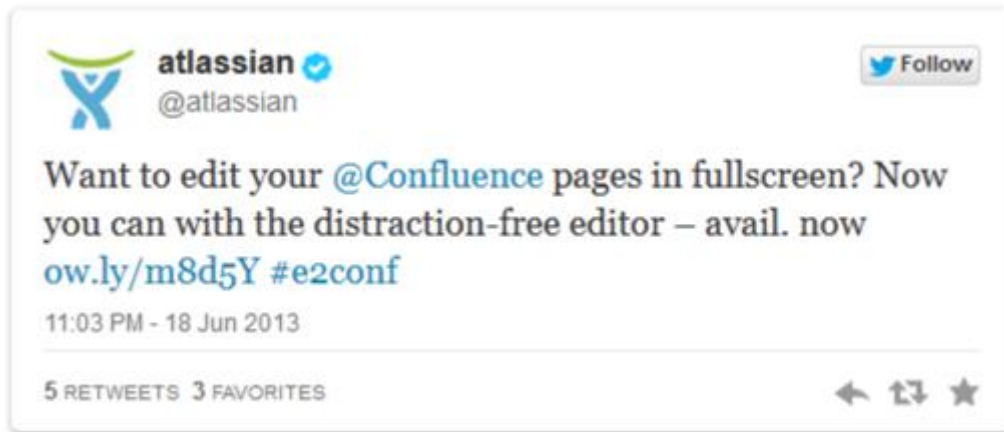 atlassian
@atlassian
Follow
Want to edit your @Confluence pages in fullscreen? Now
you can with the distraction-free editor – avail. now
ow.ly/m8d5Y #e2conf
11:03 PM - 18 Jun 2013
5 RETWEETS 3 FAVORITES